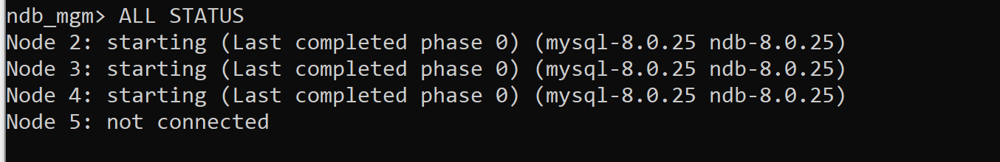 ndb_mgm> ALL STATUS
Node 2: starting (Last completed phase 0) (mysql-8.0.25 ndb-8.0.25)
Node 3: starting (Last completed phase 0) (mysql-8.0.25 ndb-8.0.25)
Node 4: starting (Last completed phase 0) (mysql-8.0.25 ndb-8.0.25)
Node 5: not connected